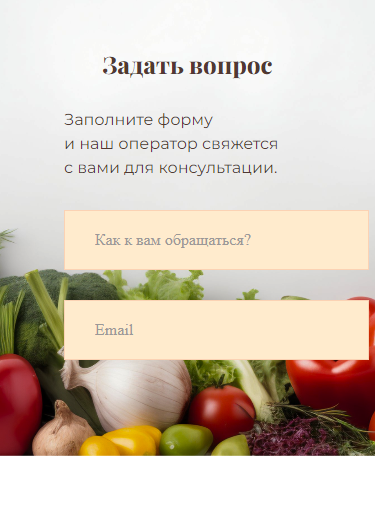 Задать вопрос
Заполните форму
и наш оператор свяжется
с вами для консультации.
Как к вам обращаться?
Email